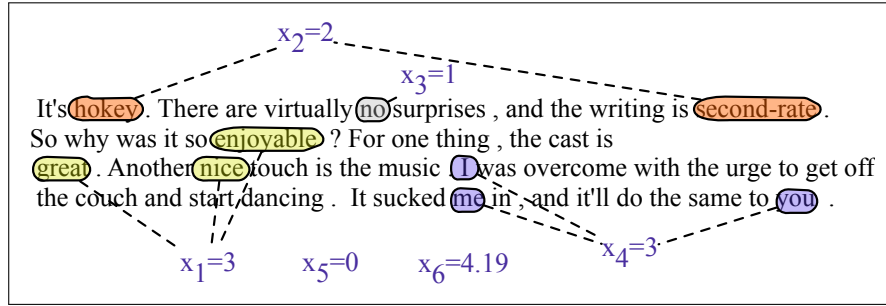 x2=2
x3=1
It's hokey . There are virtually no surprises , and the writing is second-rate .
So why was it so enjoyable ? For one thing , the cast is
great . Another nice touch is the music . I was overcome with the urge to get off
the couch and start dancing . It sucked me in , and it'll do the same to you .
x1=3 x5=0 x6=4.19 x4=3